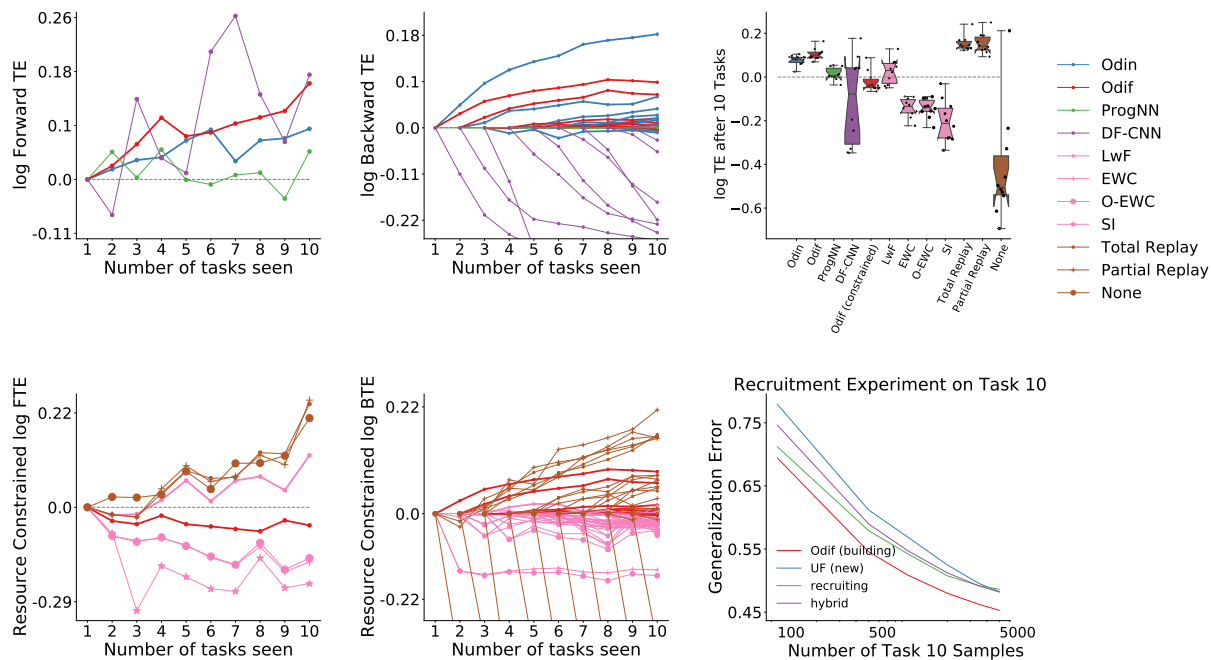 log Forward TE
0.26
0.18
0.1
0.0
-0.11
1 2 3 4 5 6 7 8 9 10
Number of tasks seen
log Backward TE
0.18
0.1
0.0
-0.11
-0.22
1 2 3 4 5 6 7 8 9 10
Number of tasks seen
log TE after 10 Tasks
0.2
0.0
−0.2
−0.4
−0.6
Odin
Odif
ProgNN
DF-CNN
Odif (constrained)
LwF
EWC
O-EWC
SI
Total Replay
Partial Replay
None
Odin
Odif
ProgNN
DF-CNN
LwF
EWC
O-EWC
SI
Total Replay
Partial Replay
None
Resource Constrained log FTE
0.22
0.0
-0.29
1 2 3 4 5 6 7 8 9 10
Number of tasks seen
Resource Constrained log BTE
0.22
0.0
-0.22
1 2 3 4 5 6 7 8 9 10
Number of tasks seen
Recruitment Experiment on Task 10
Generalization Error
0.75
0.65
0.55
0.45
Odif (building)
UF (new)
recruiting
hybrid
100 500 5000
Number of Task 10 Samples